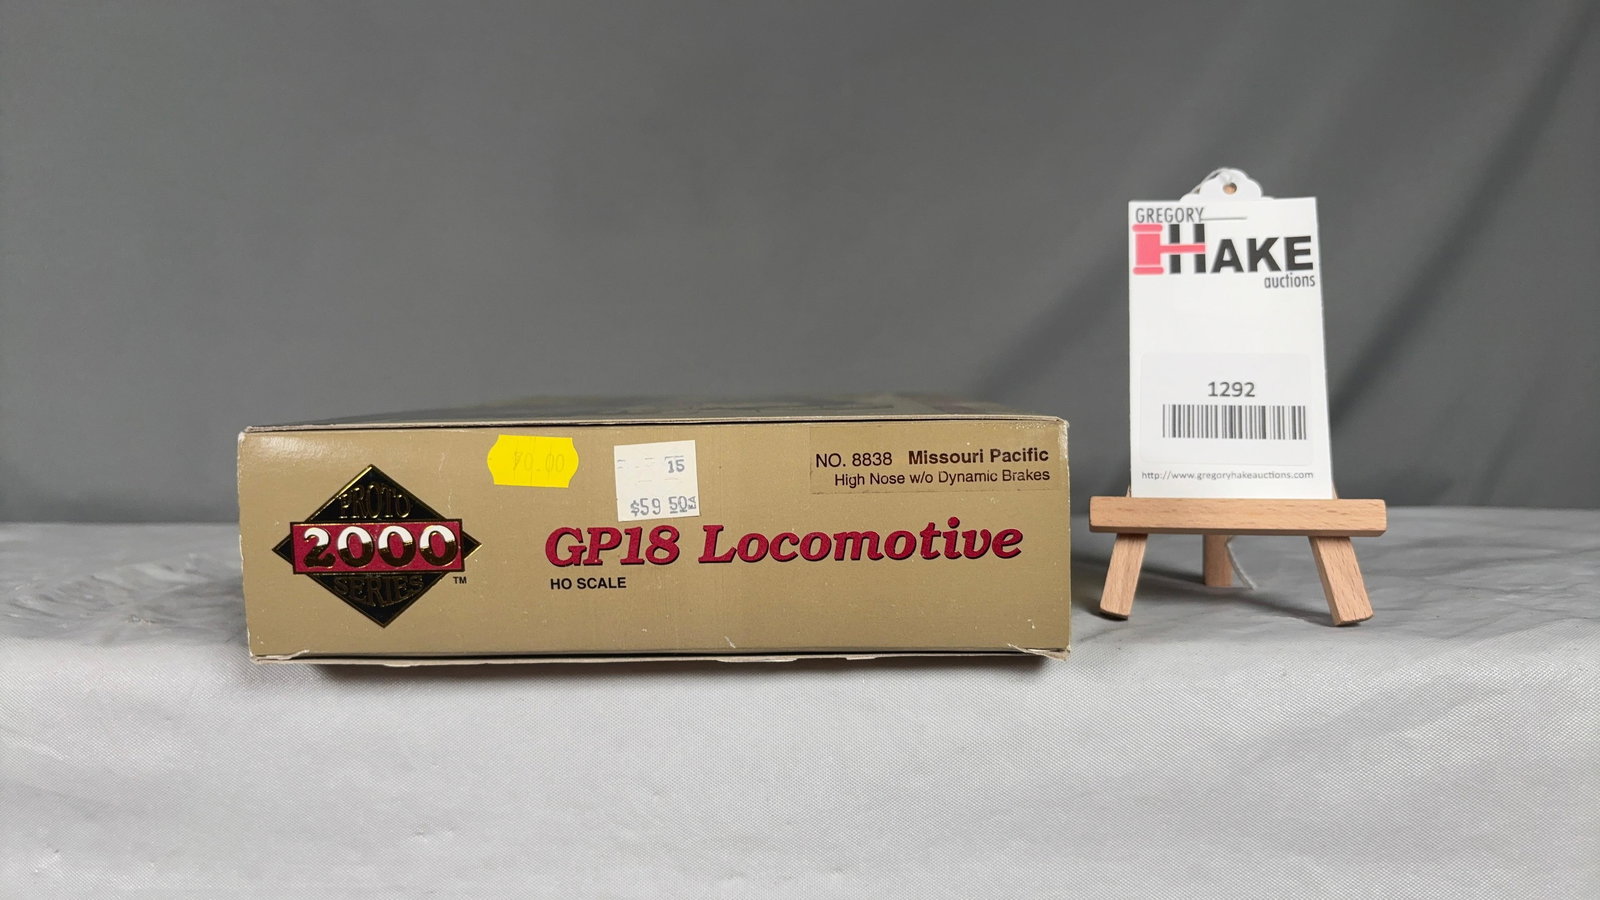 PROTO
2000
SERIES
TM
70.00
15
$59 50
NO. 8838 Missouri Pacific
High Nose w/o Dynamic Brakes
GP18 Locomotive
HO SCALE
GREGORY
HAKE
auctions
1292
http://www.gregoryhakeauctions.com